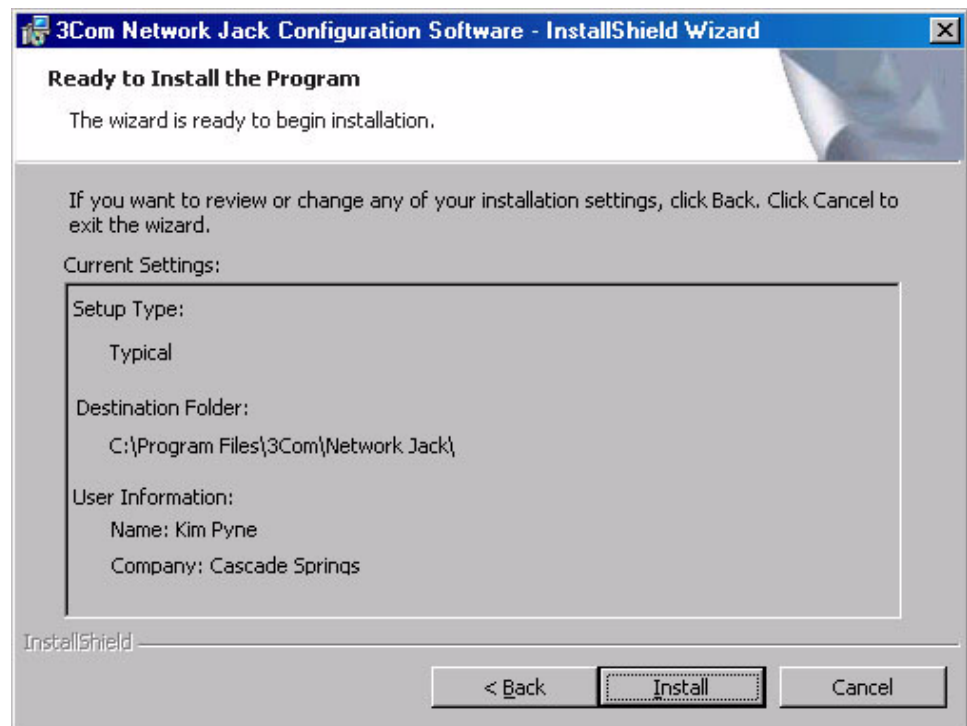 3Com Network Jack Configuration Software - InstallShield Wizard
Ready to Install the Program
The wizard is ready to begin installation.
If you want to review or change any of your installation settings, click Back. Click Cancel to
exit the wizard.
Current Settings:
Setup Type:
Typical
Destination Folder:
C:\Program Files\3Com\Network Jack\
User Information:
Name: Kim Pyne
Company: Cascade Springs
InstallShield
< Back
Install
Cancel